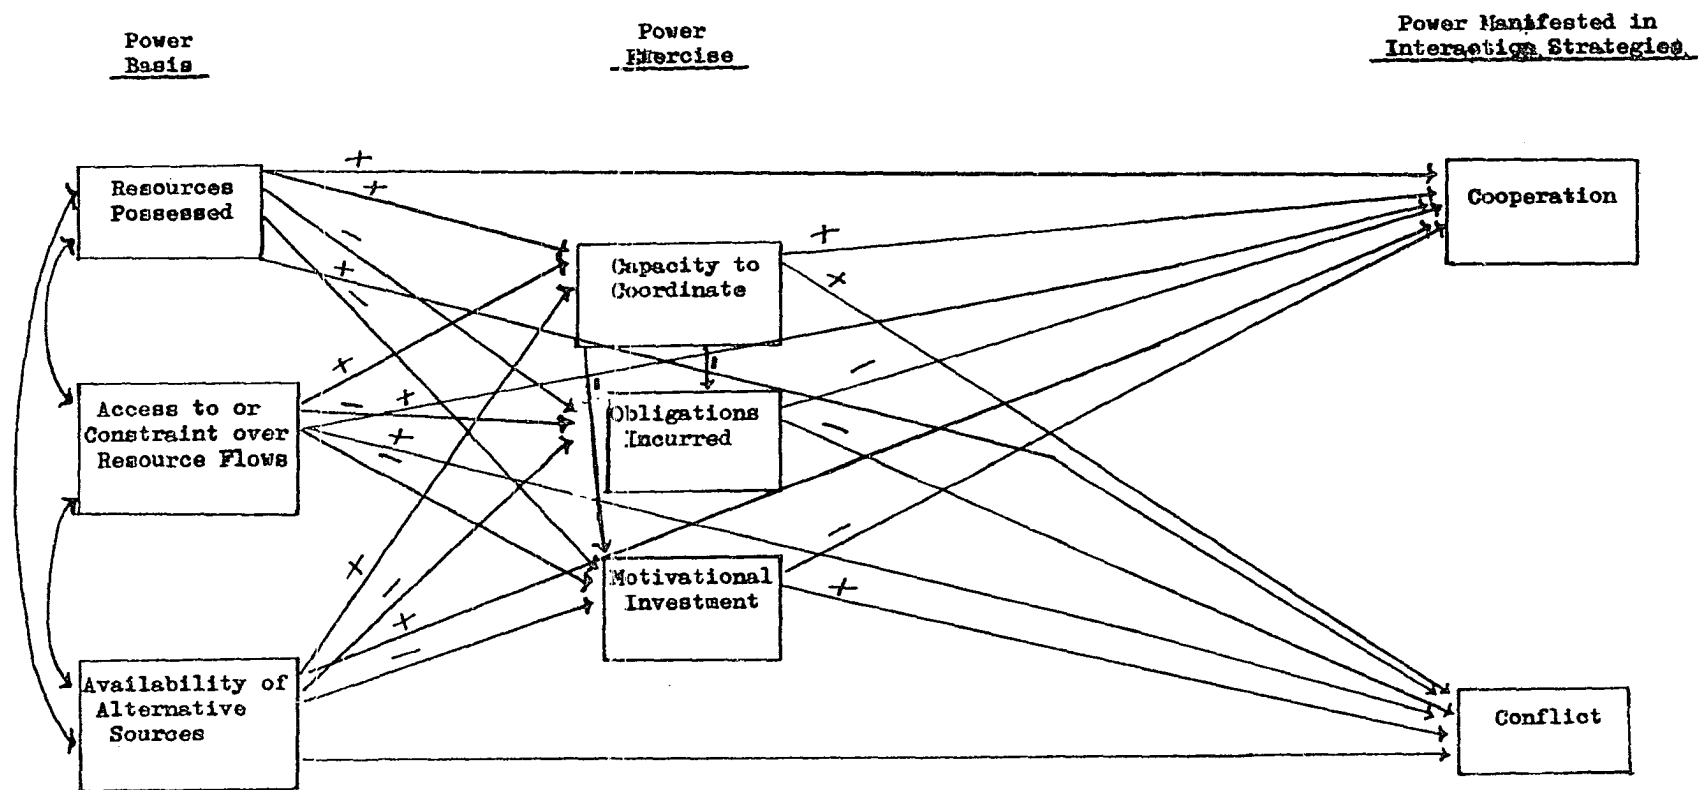 Power
Basis
Power
Exercise
Power Manifested in
Interaction Strategies
Resources
Possessed
Access to or
Constraint over
Resource Flows
Availability of
Alternative
Sources
Capacity to
Coordinate
Obligations
Incurred
Motivational
Investment
Cooperation
Conflict
+
+
-
+
-
+
-
+
+
-
+
-
+
-
+
+
-
-
-
+